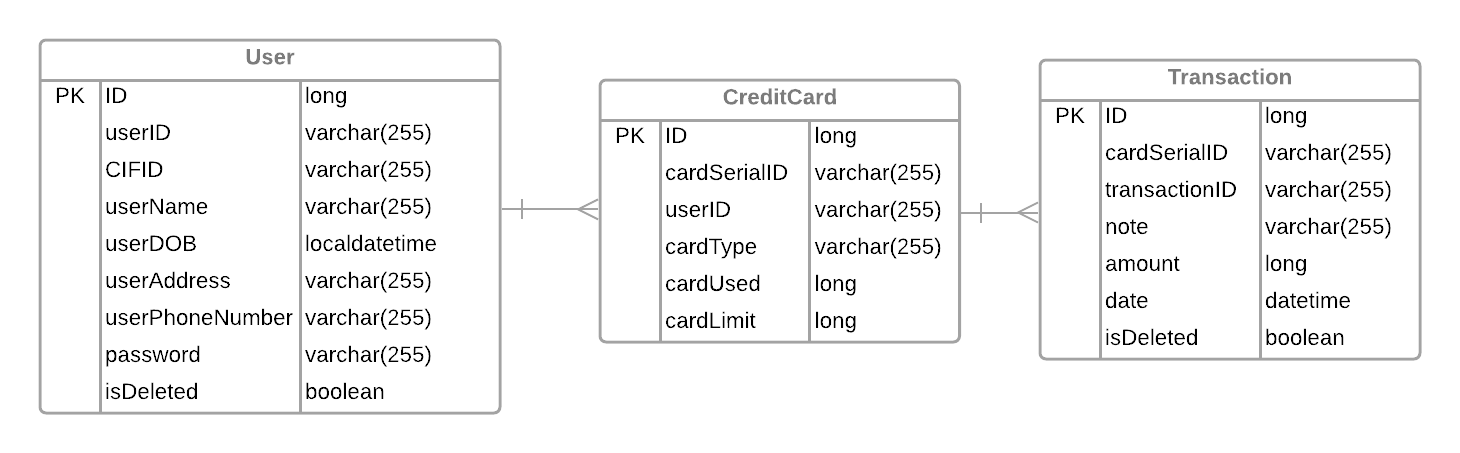 User
PK ID long
userID varchar(255)
CIFID varchar(255)
userName varchar(255)
userDOB localdatetime
userAddress varchar(255)
userPhoneNumber varchar(255)
password varchar(255)
isDeleted boolean
CreditCard
PK ID long
cardSerialID varchar(255)
userID varchar(255)
cardType varchar(255)
cardUsed long
cardLimit long
Transaction
PK ID long
cardSerialID varchar(255)
transactionID varchar(255)
note varchar(255)
amount long
date datetime
isDeleted boolean